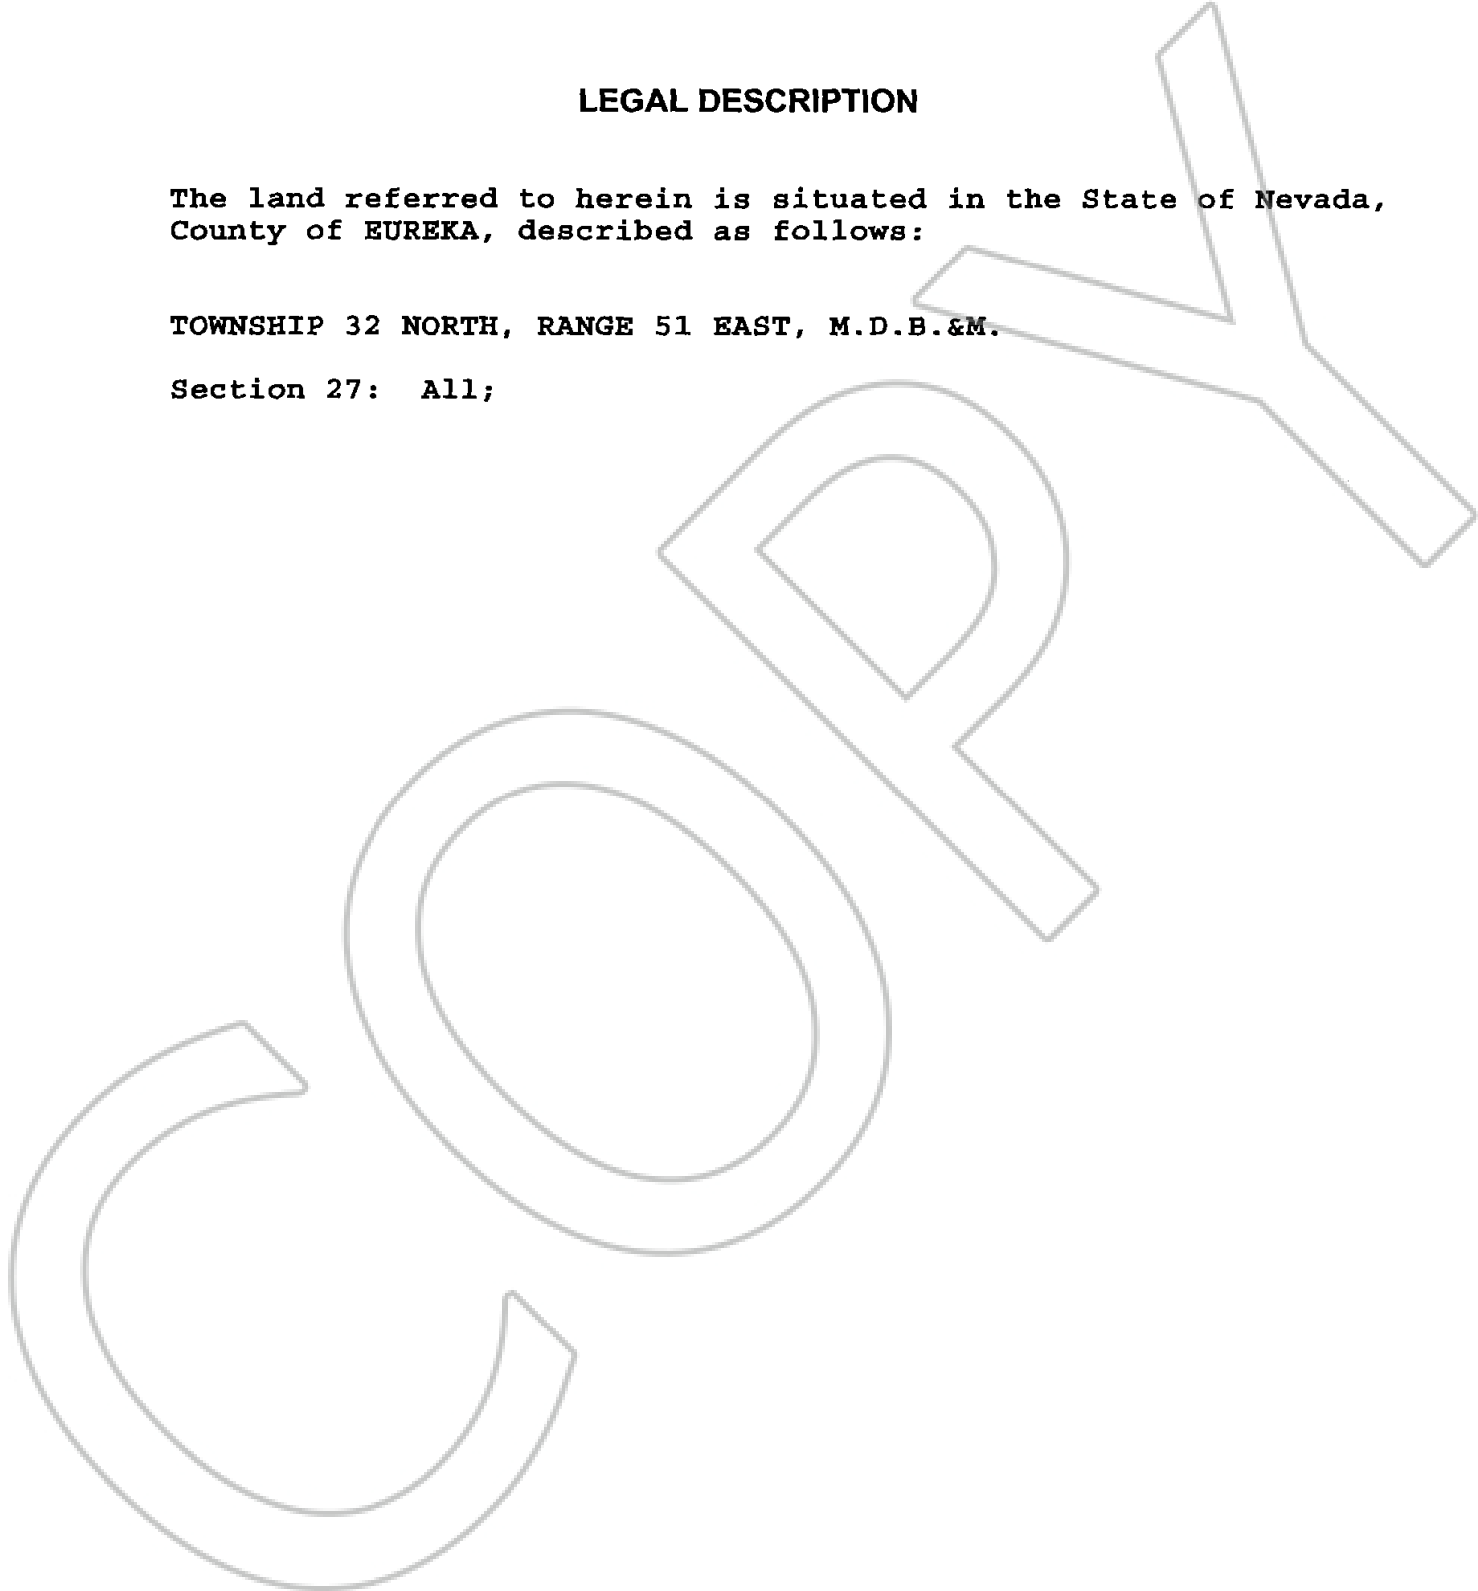 LEGAL DESCRIPTION
The land referred to herein is situated in the State of Nevada,
County of EUREKA, described as follows:
TOWNSHIP 32 NORTH, RANGE 51 EAST, M.D.B.&M.
Section 27: All;
COPY